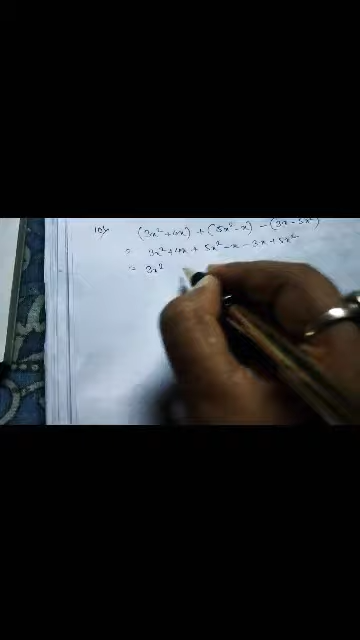 10) (3x² + 4x) + (5x² - x) - (3x - 5x²)
= 3x² + 4x + 5x² - x - 3x + 5x²
= 3x²